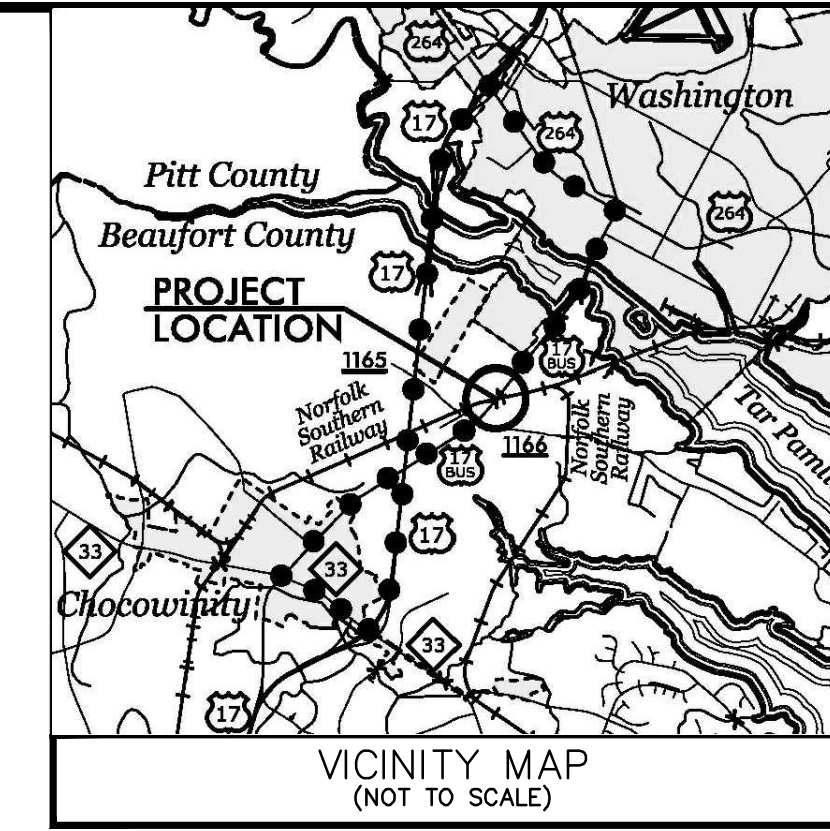 264
Washington
17
264
Pitt County
264
Beaufort County
17
PROJECT
LOCATION
17
BUS
1165
Norfolk
Southern
Railway
Norfolk
Southern
Railway
Tar Pamli
1166
17
BUS
17
33
33
Chocowinity
33
17
VICINITY MAP
(NOT TO SCALE)